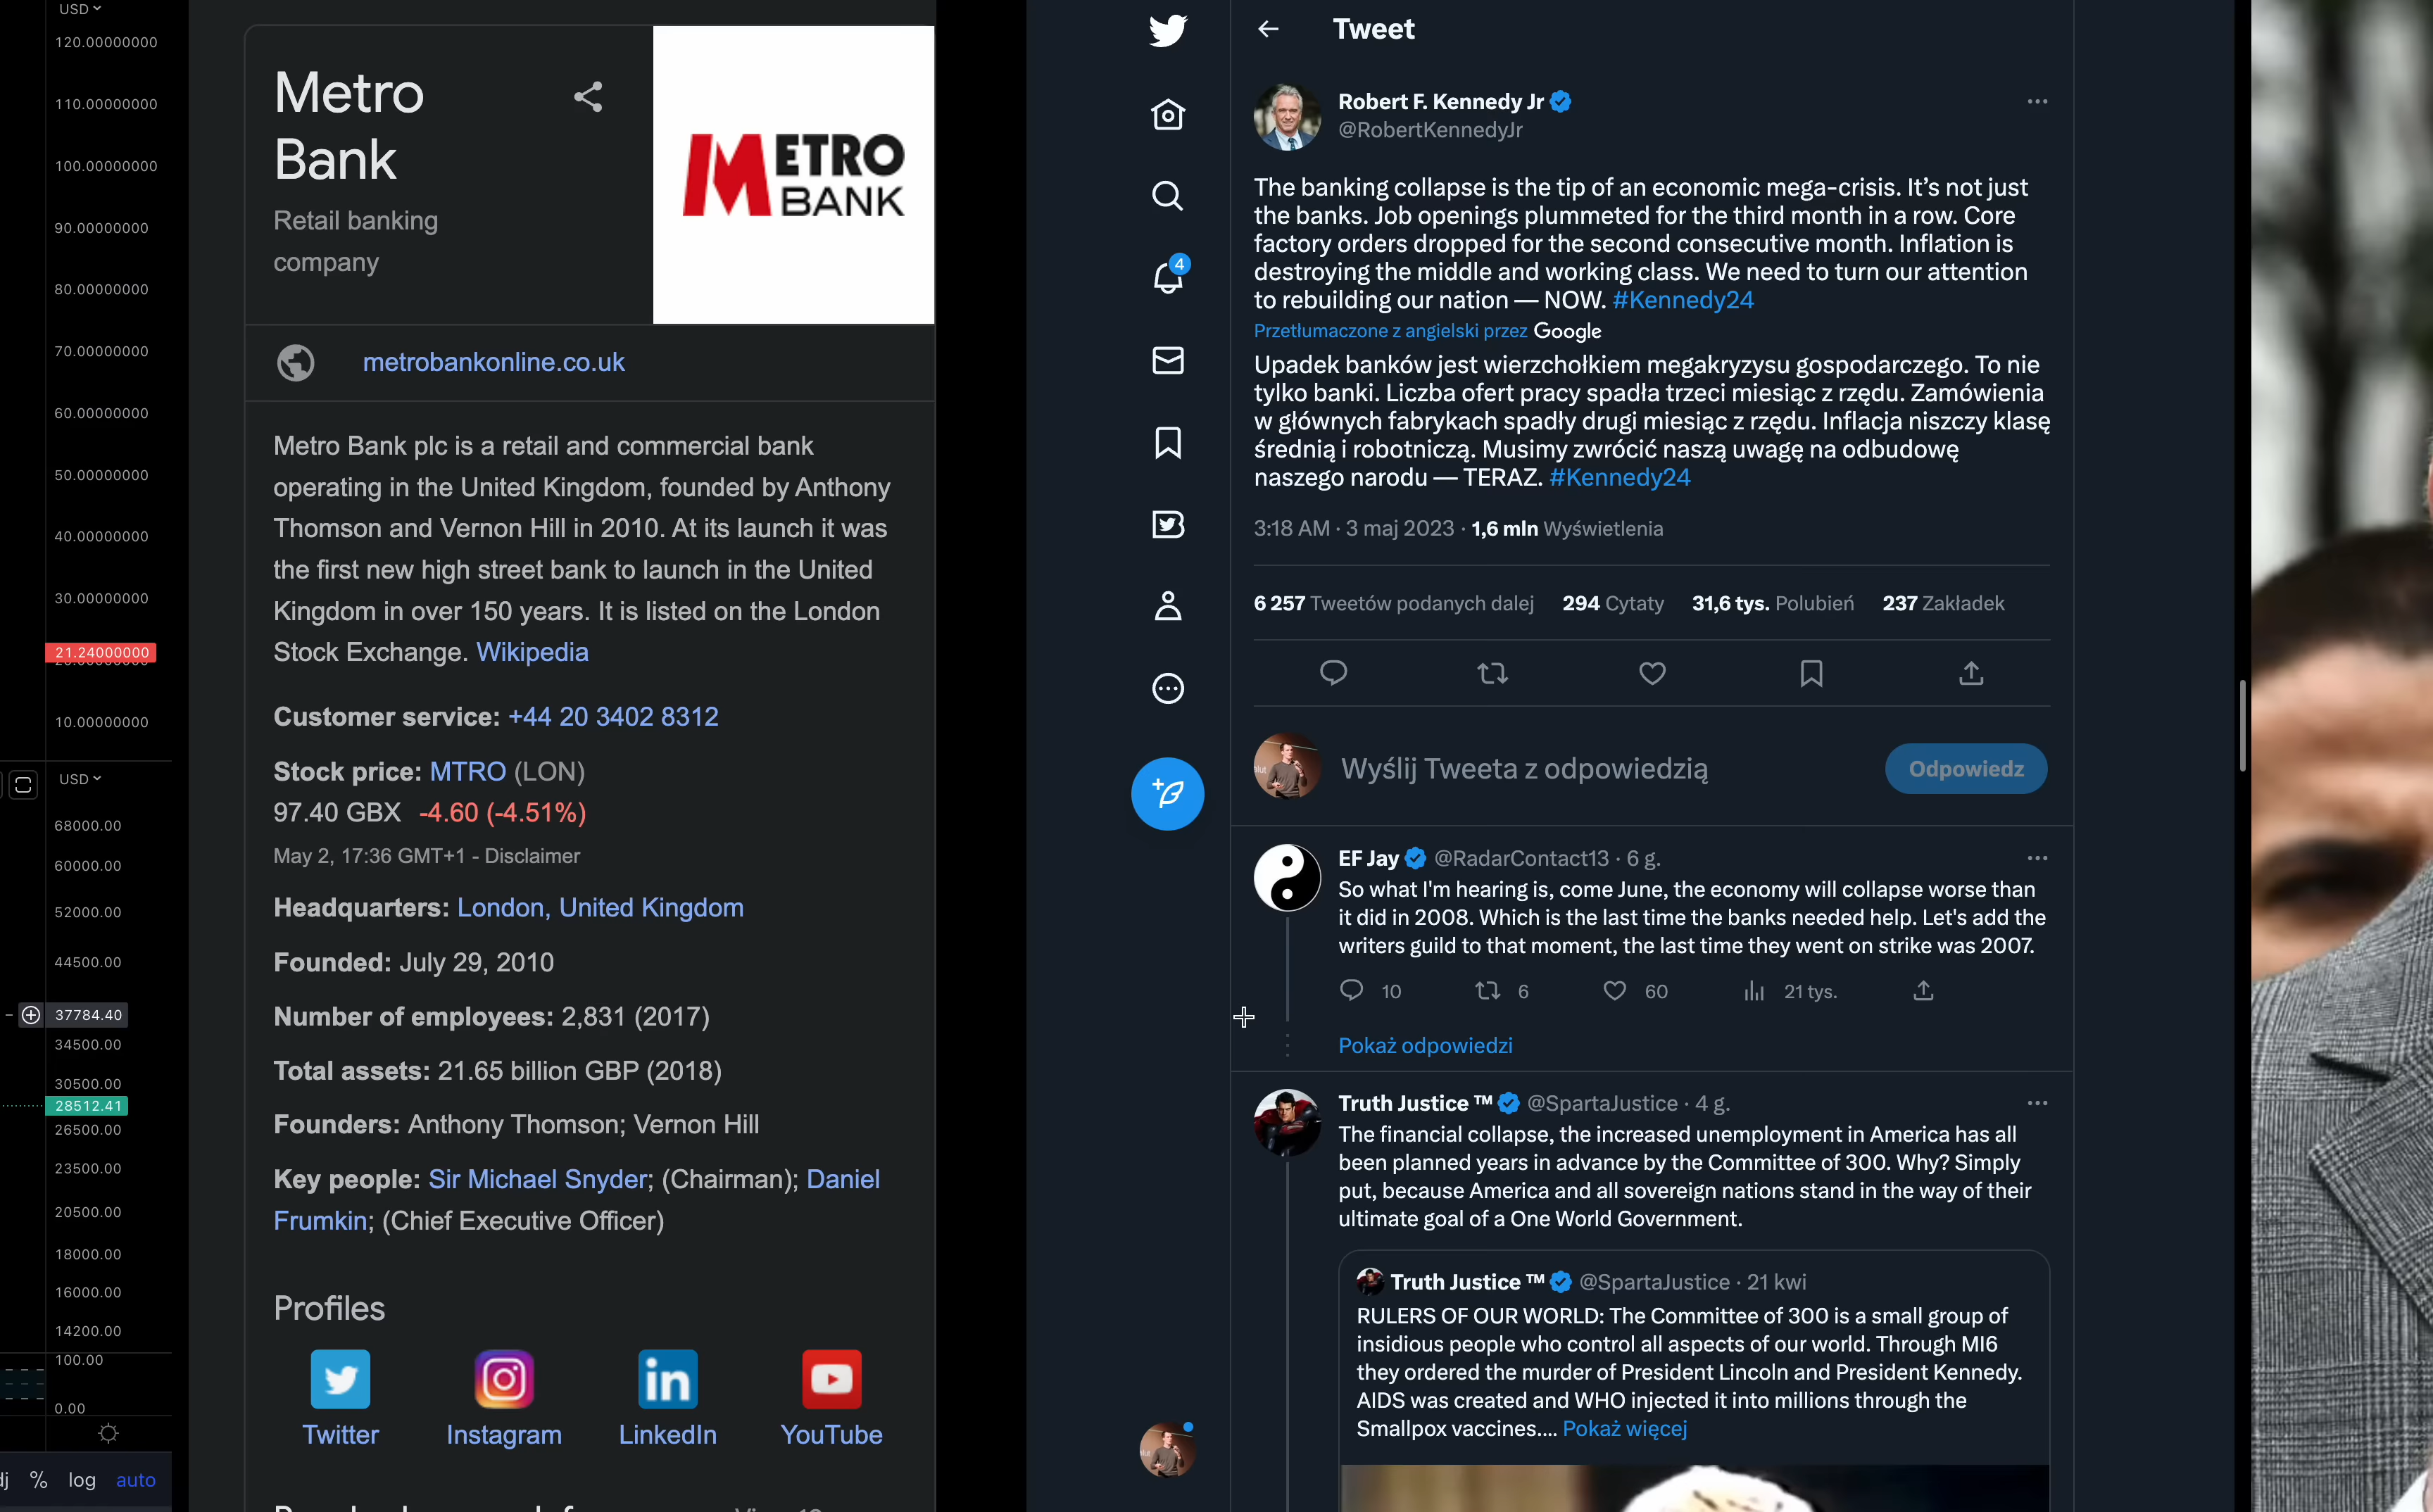 USD
120.00000000
110.00000000
100.00000000
90.00000000
80.00000000
70.00000000
60.00000000
50.00000000
40.00000000
30.00000000
21.24000000
10.00000000
USD
68000.00
60000.00
52000.00
44500.00
37784.40
34500.00
30500.00
28512.41
26500.00
23500.00
20500.00
18000.00
16000.00
14200.00
100.00
0.00
% log auto
Metro
Bank
Retail banking
company
METRO
BANK
metrobankonline.co.uk
Metro Bank plc is a retail and commercial bank
operating in the United Kingdom, founded by Anthony
Thomson and Vernon Hill in 2010. At its launch it was
the first new high street bank to launch in the United
Kingdom in over 150 years. It is listed on the London
Stock Exchange. Wikipedia
Customer service: +44 20 3402 8312
Stock price: MTRO (LON)
97.40 GBX -4.60 (-4.51%)
May 2, 17:36 GMT+1 - Disclaimer
Headquarters: London, United Kingdom
Founded: July 29, 2010
Number of employees: 2,831 (2017)
Total assets: 21.65 billion GBP (2018)
Founders: Anthony Thomson; Vernon Hill
Key people: Sir Michael Snyder; (Chairman); Daniel
Frumkin; (Chief Executive Officer)
Profiles
Twitter
Instagram
LinkedIn
YouTube
4
Tweet
Robert F. Kennedy Jr
@RobertKennedyJr
The banking collapse is the tip of an economic mega-crisis. It’s not just
the banks. Job openings plummeted for the third month in a row. Core
factory orders dropped for the second consecutive month. Inflation is
destroying the middle and working class. We need to turn our attention
to rebuilding our nation — NOW. #Kennedy24
Przetłumaczone z angielski przez Google
Upadek banków jest wierzchołkiem megakryzysu gospodarczego. To nie
tylko banki. Liczba ofert pracy spadła trzeci miesiąc z rzędu. Zamówienia
w głównych fabrykach spadły drugi miesiąc z rzędu. Inflacja niszczy klasę
średnią i robotniczą. Musimy zwrócić naszą uwagę na odbudowę
naszego narodu — TERAZ. #Kennedy24
3:18 AM · 3 maj 2023 · 1,6 mln Wyświetlenia
6 257 Tweetów podanych dalej 294 Cytaty 31,6 tys. Polubień 237 Zakładek
Wyślij Tweeta z odpowiedzią
Odpowiedz
EF Jay @RadarContact13 · 6 g.
So what I'm hearing is, come June, the economy will collapse worse than
it did in 2008. Which is the last time the banks needed help. Let's add the
writers guild to that moment, the last time they went on strike was 2007.
10 6 60 21 tys.
Pokaż odpowiedzi
Truth Justice ™ @SpartaJustice · 4 g.
The financial collapse, the increased unemployment in America has all
been planned years in advance by the Committee of 300. Why? Simply
put, because America and all sovereign nations stand in the way of their
ultimate goal of a One World Government.
Truth Justice ™ @SpartaJustice · 21 kwi
RULERS OF OUR WORLD: The Committee of 300 is a small group of
insidious people who control all aspects of our world. Through MI6
they ordered the murder of President Lincoln and President Kennedy.
AIDS was created and WHO injected it into millions through the
Smallpox vaccines.... Pokaż więcej